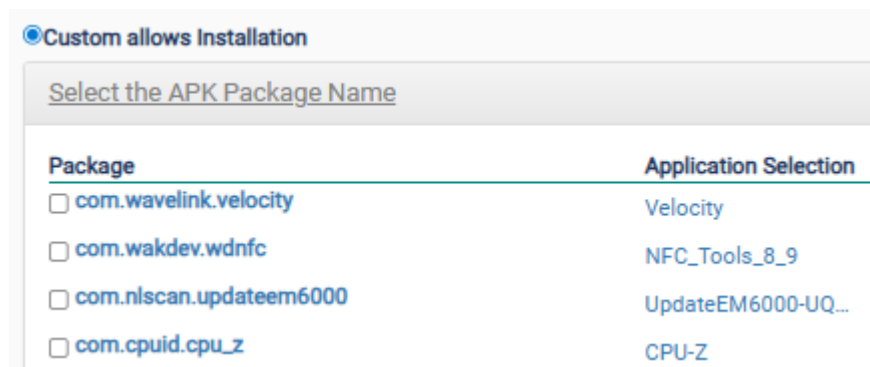 Custom allows Installation
Select the APK Package Name
Package Application Selection
com.wavelink.velocity Velocity
com.wakdev.wdnfc NFC_Tools_8_9
com.nlscan.updateem6000 UpdateEM6000-UQ...
com.cpuid.cpu_z CPU-Z